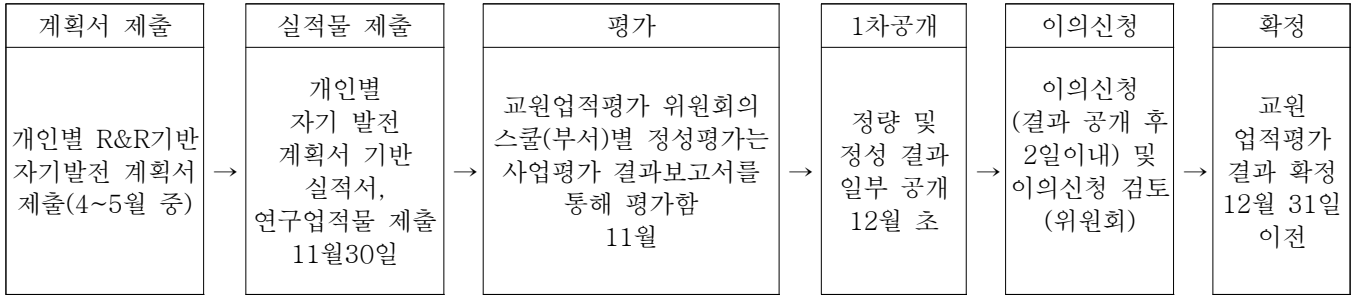 계획서 제출
개인별 R&R기반
자기발전 계획서
제출(4~5월 중)
→
실적물 제출
개인별
자기 발전
계획서 기반
실적서,
연구업적물 제출
11월30일
→
평가
교원업적평가 위원회의
스쿨(부서)별 정성평가는
사업평가 결과보고서를
통해 평가함
11월
→
1차공개
정량 및
정성 결과
일부 공개
12월 초
→
이의신청
이의신청
(결과 공개 후
2일이내) 및
이의신청 검토
(위원회)
→
확정
교원
업적평가
결과 확정
12월 31일
이전